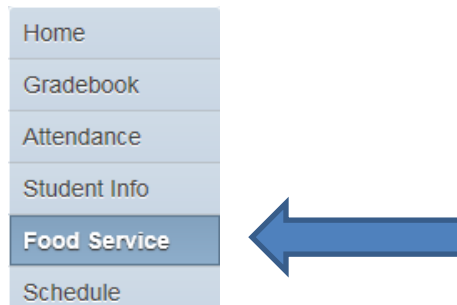 Home
Gradebook
Attendance
Student Info
Food Service
Schedule